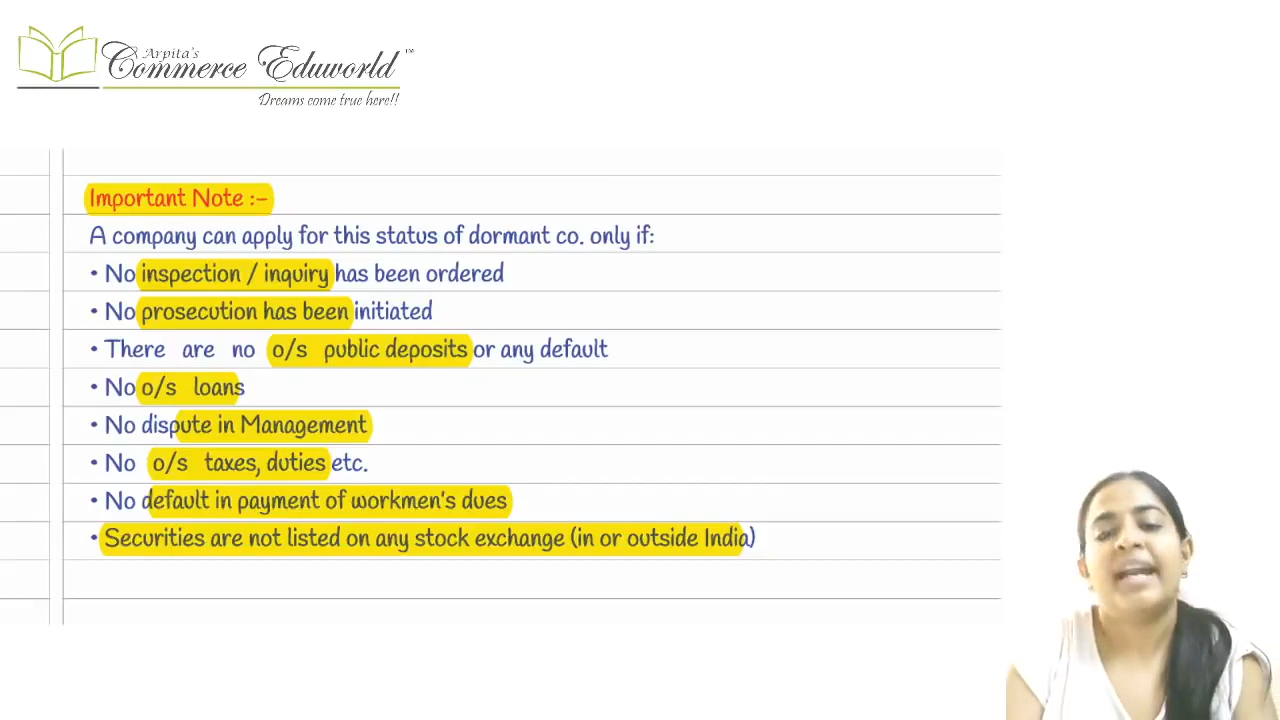 Arpita's
Commerce Eduworld™
Dreams come true here!!
Important Note :-
A company can apply for this status of dormant co. only if:
• No inspection / inquiry has been ordered
• No prosecution has been initiated
• There are no o/s public deposits or any default
• No o/s loans
• No dispute in Management
• No o/s taxes, duties etc.
• No default in payment of workmen's dues
• Securities are not listed on any stock exchange (in or outside India)